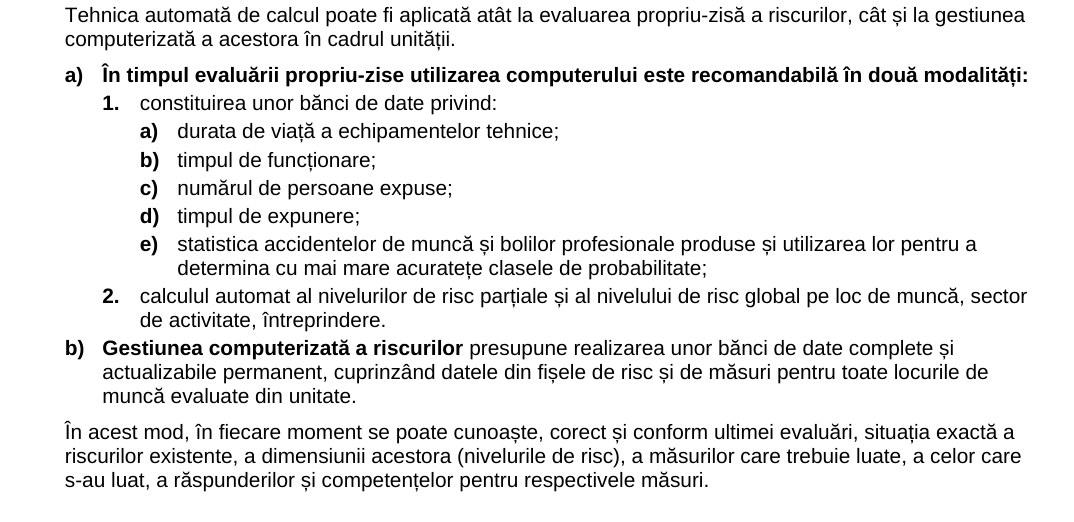 Tehnica automată de calcul poate fi aplicată atât la evaluarea propriu-zisă a riscurilor, cât și la gestiunea
computerizată a acestora în cadrul unității.
a) În timpul evaluării propriu-zise utilizarea computerului este recomandabilă în două modalități:
1. constituirea unor bănci de date privind:
a) durata de viață a echipamentelor tehnice;
b) timpul de funcționare;
c) numărul de persoane expuse;
d) timpul de expunere;
e) statistica accidentelor de muncă și bolilor profesionale produse și utilizarea lor pentru a
determina cu mai mare acuratețe clasele de probabilitate;
2. calculul automat al nivelurilor de risc parțiale și al nivelului de risc global pe loc de muncă, sector
de activitate, întreprindere.
b) Gestiunea computerizată a riscurilor presupune realizarea unor bănci de date complete și
actualizabile permanent, cuprinzând datele din fișele de risc și de măsuri pentru toate locurile de
muncă evaluate din unitate.
În acest mod, în fiecare moment se poate cunoaște, corect și conform ultimei evaluări, situația exactă a
riscurilor existente, a dimensiunii acestora (nivelurile de risc), a măsurilor care trebuie luate, a celor care
s-au luat, a răspunderilor și competențelor pentru respectivele măsuri.